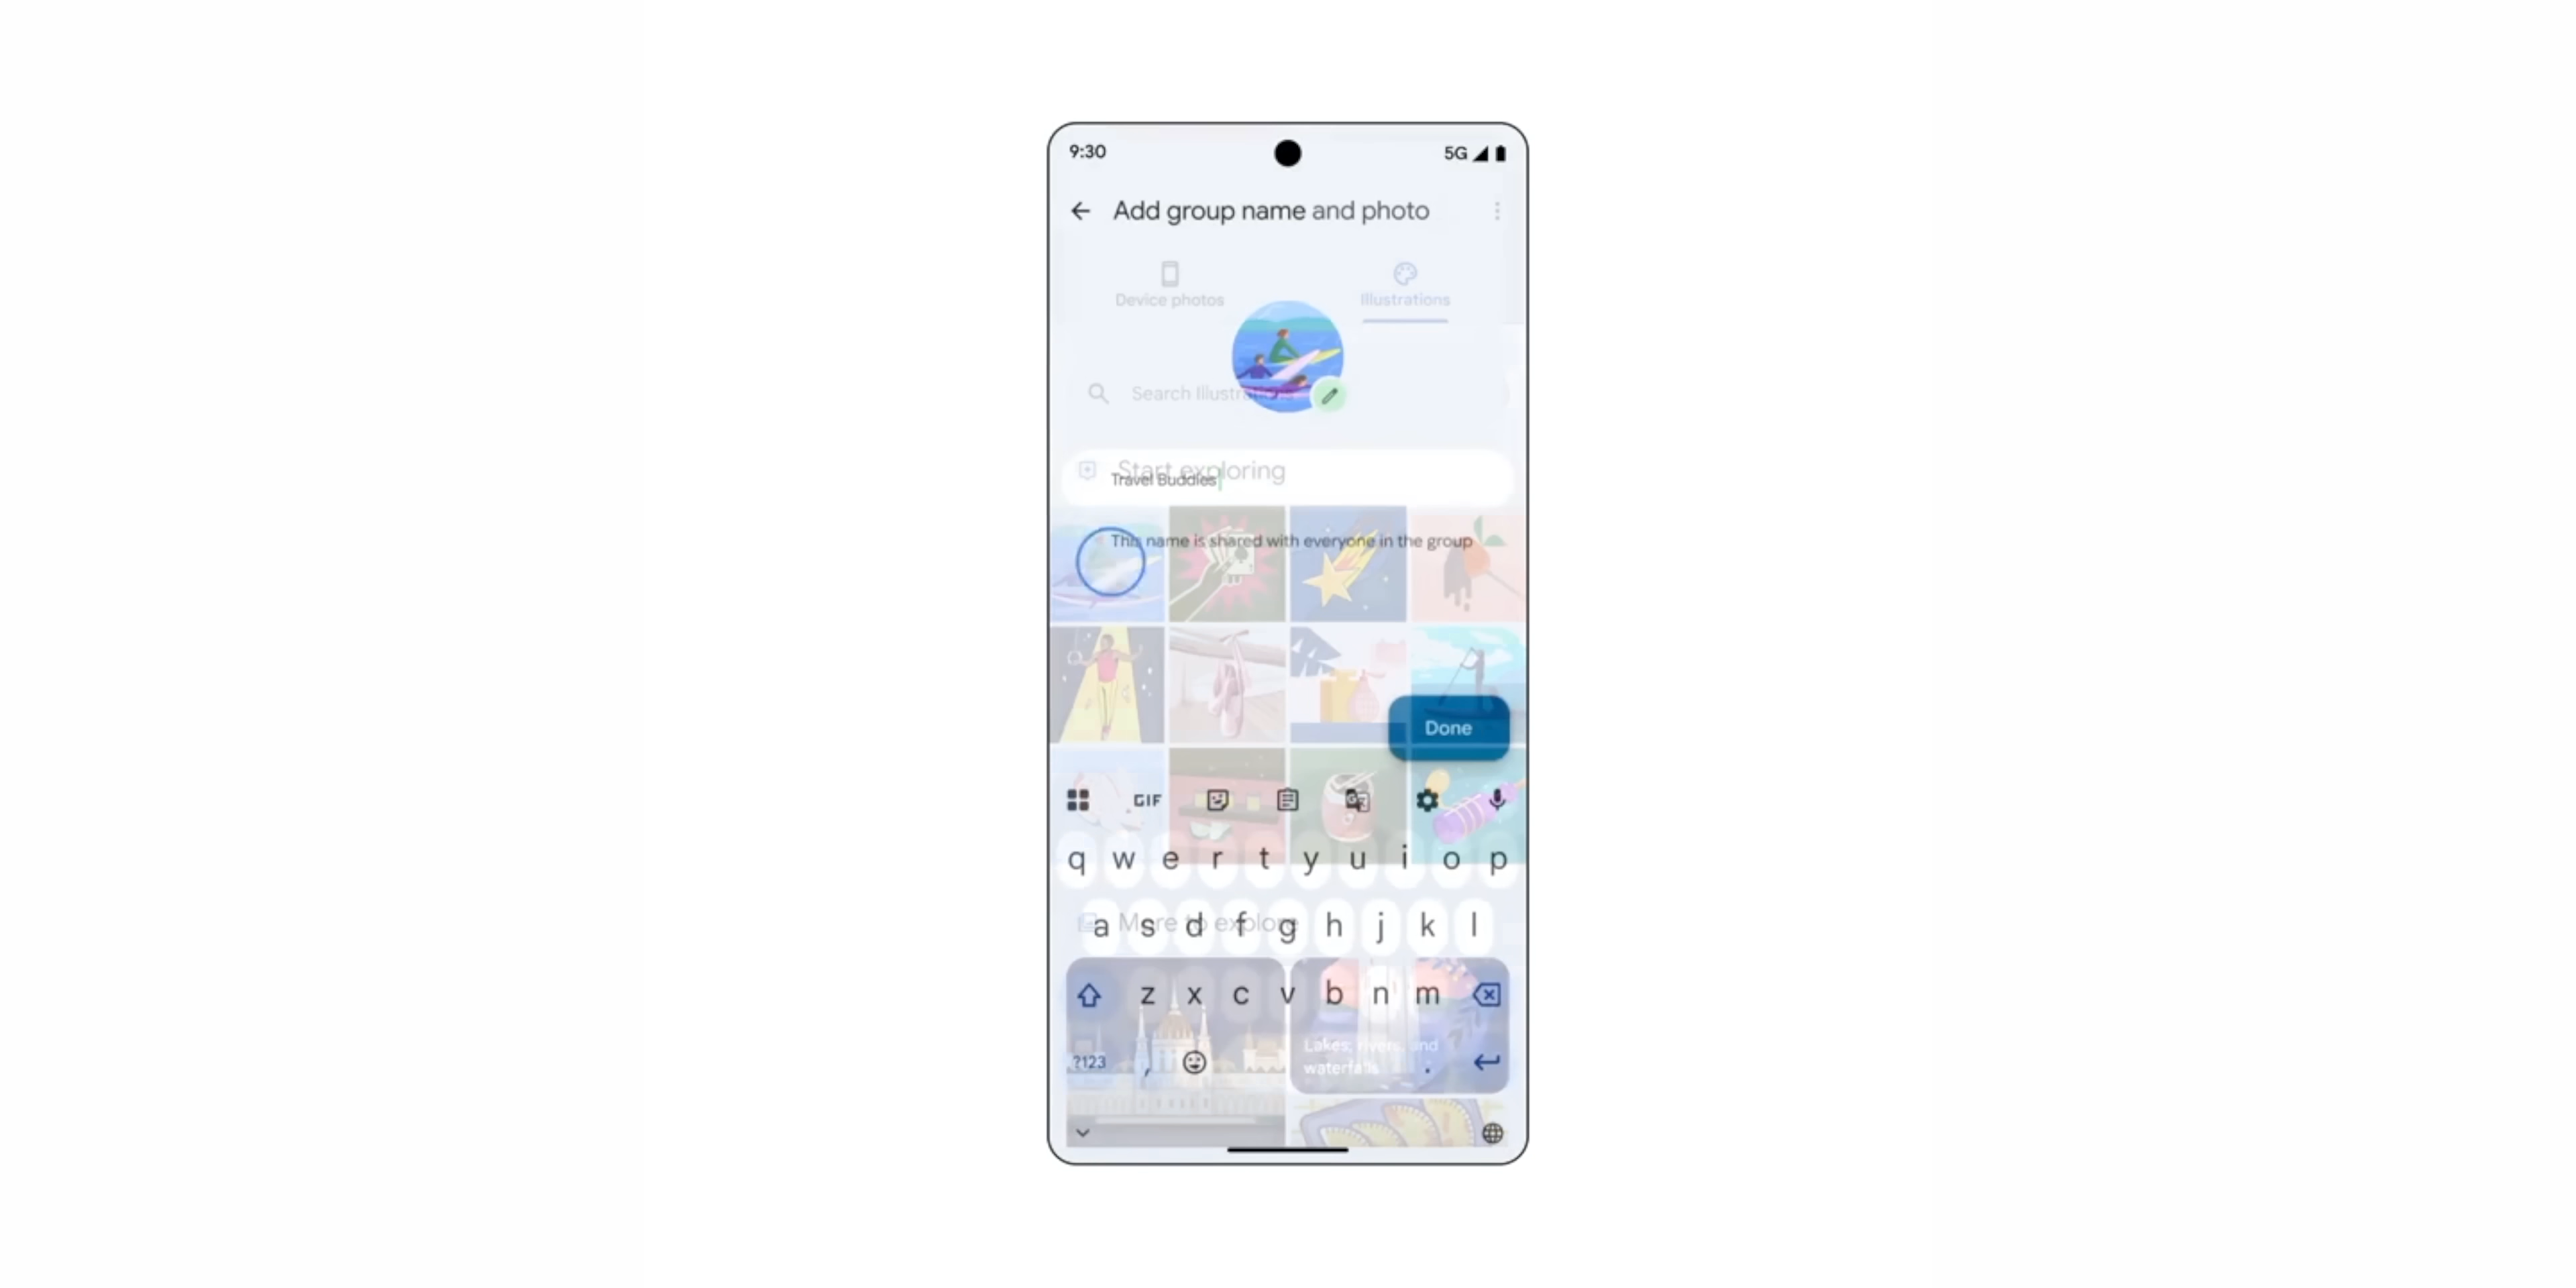 9:30
5G
Add group name and photo
Device photos
Illustrations
Search Illustrations
Start exploring
Travel Buddies
This name is shared with everyone in the group
Done
GIF
q w e r t y u i o p
More to explore
a s d f g h j k l
z x c v b n m
Lakes, rivers, and
waterfalls
?123 , .